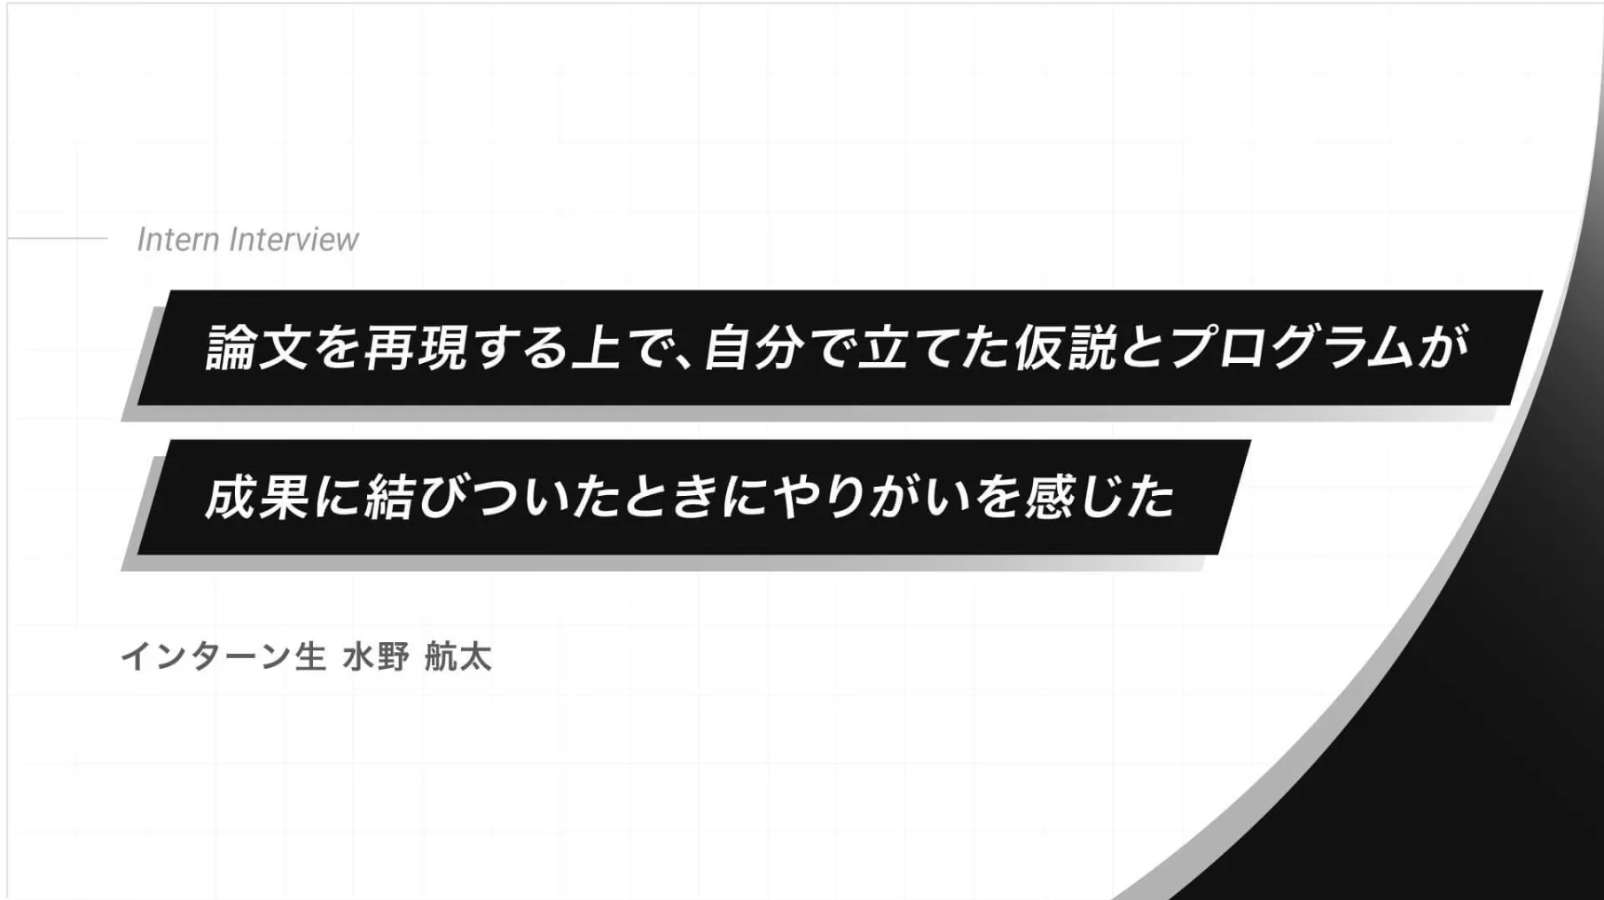 Intern Interview
論文を再現する上で、自分で立てた仮説とプログラムが
成果に結びついたときにやりがいを感じた
インターン生 水野 航太